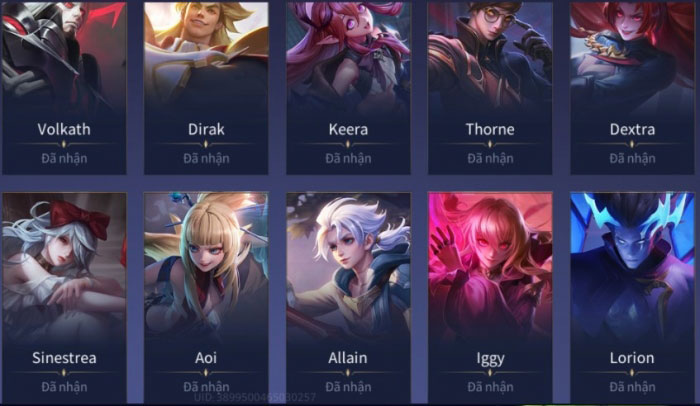 Volkath Dirak Keera Thorne Dextra
Đã nhận Đã nhận Đã nhận Đã nhận Đã nhận
Sinestrea Aoi Allain Iggy Lorion
Đã nhận Đã nhận Đã nhận Đã nhận Đã nhận
UID: 3899500465030257